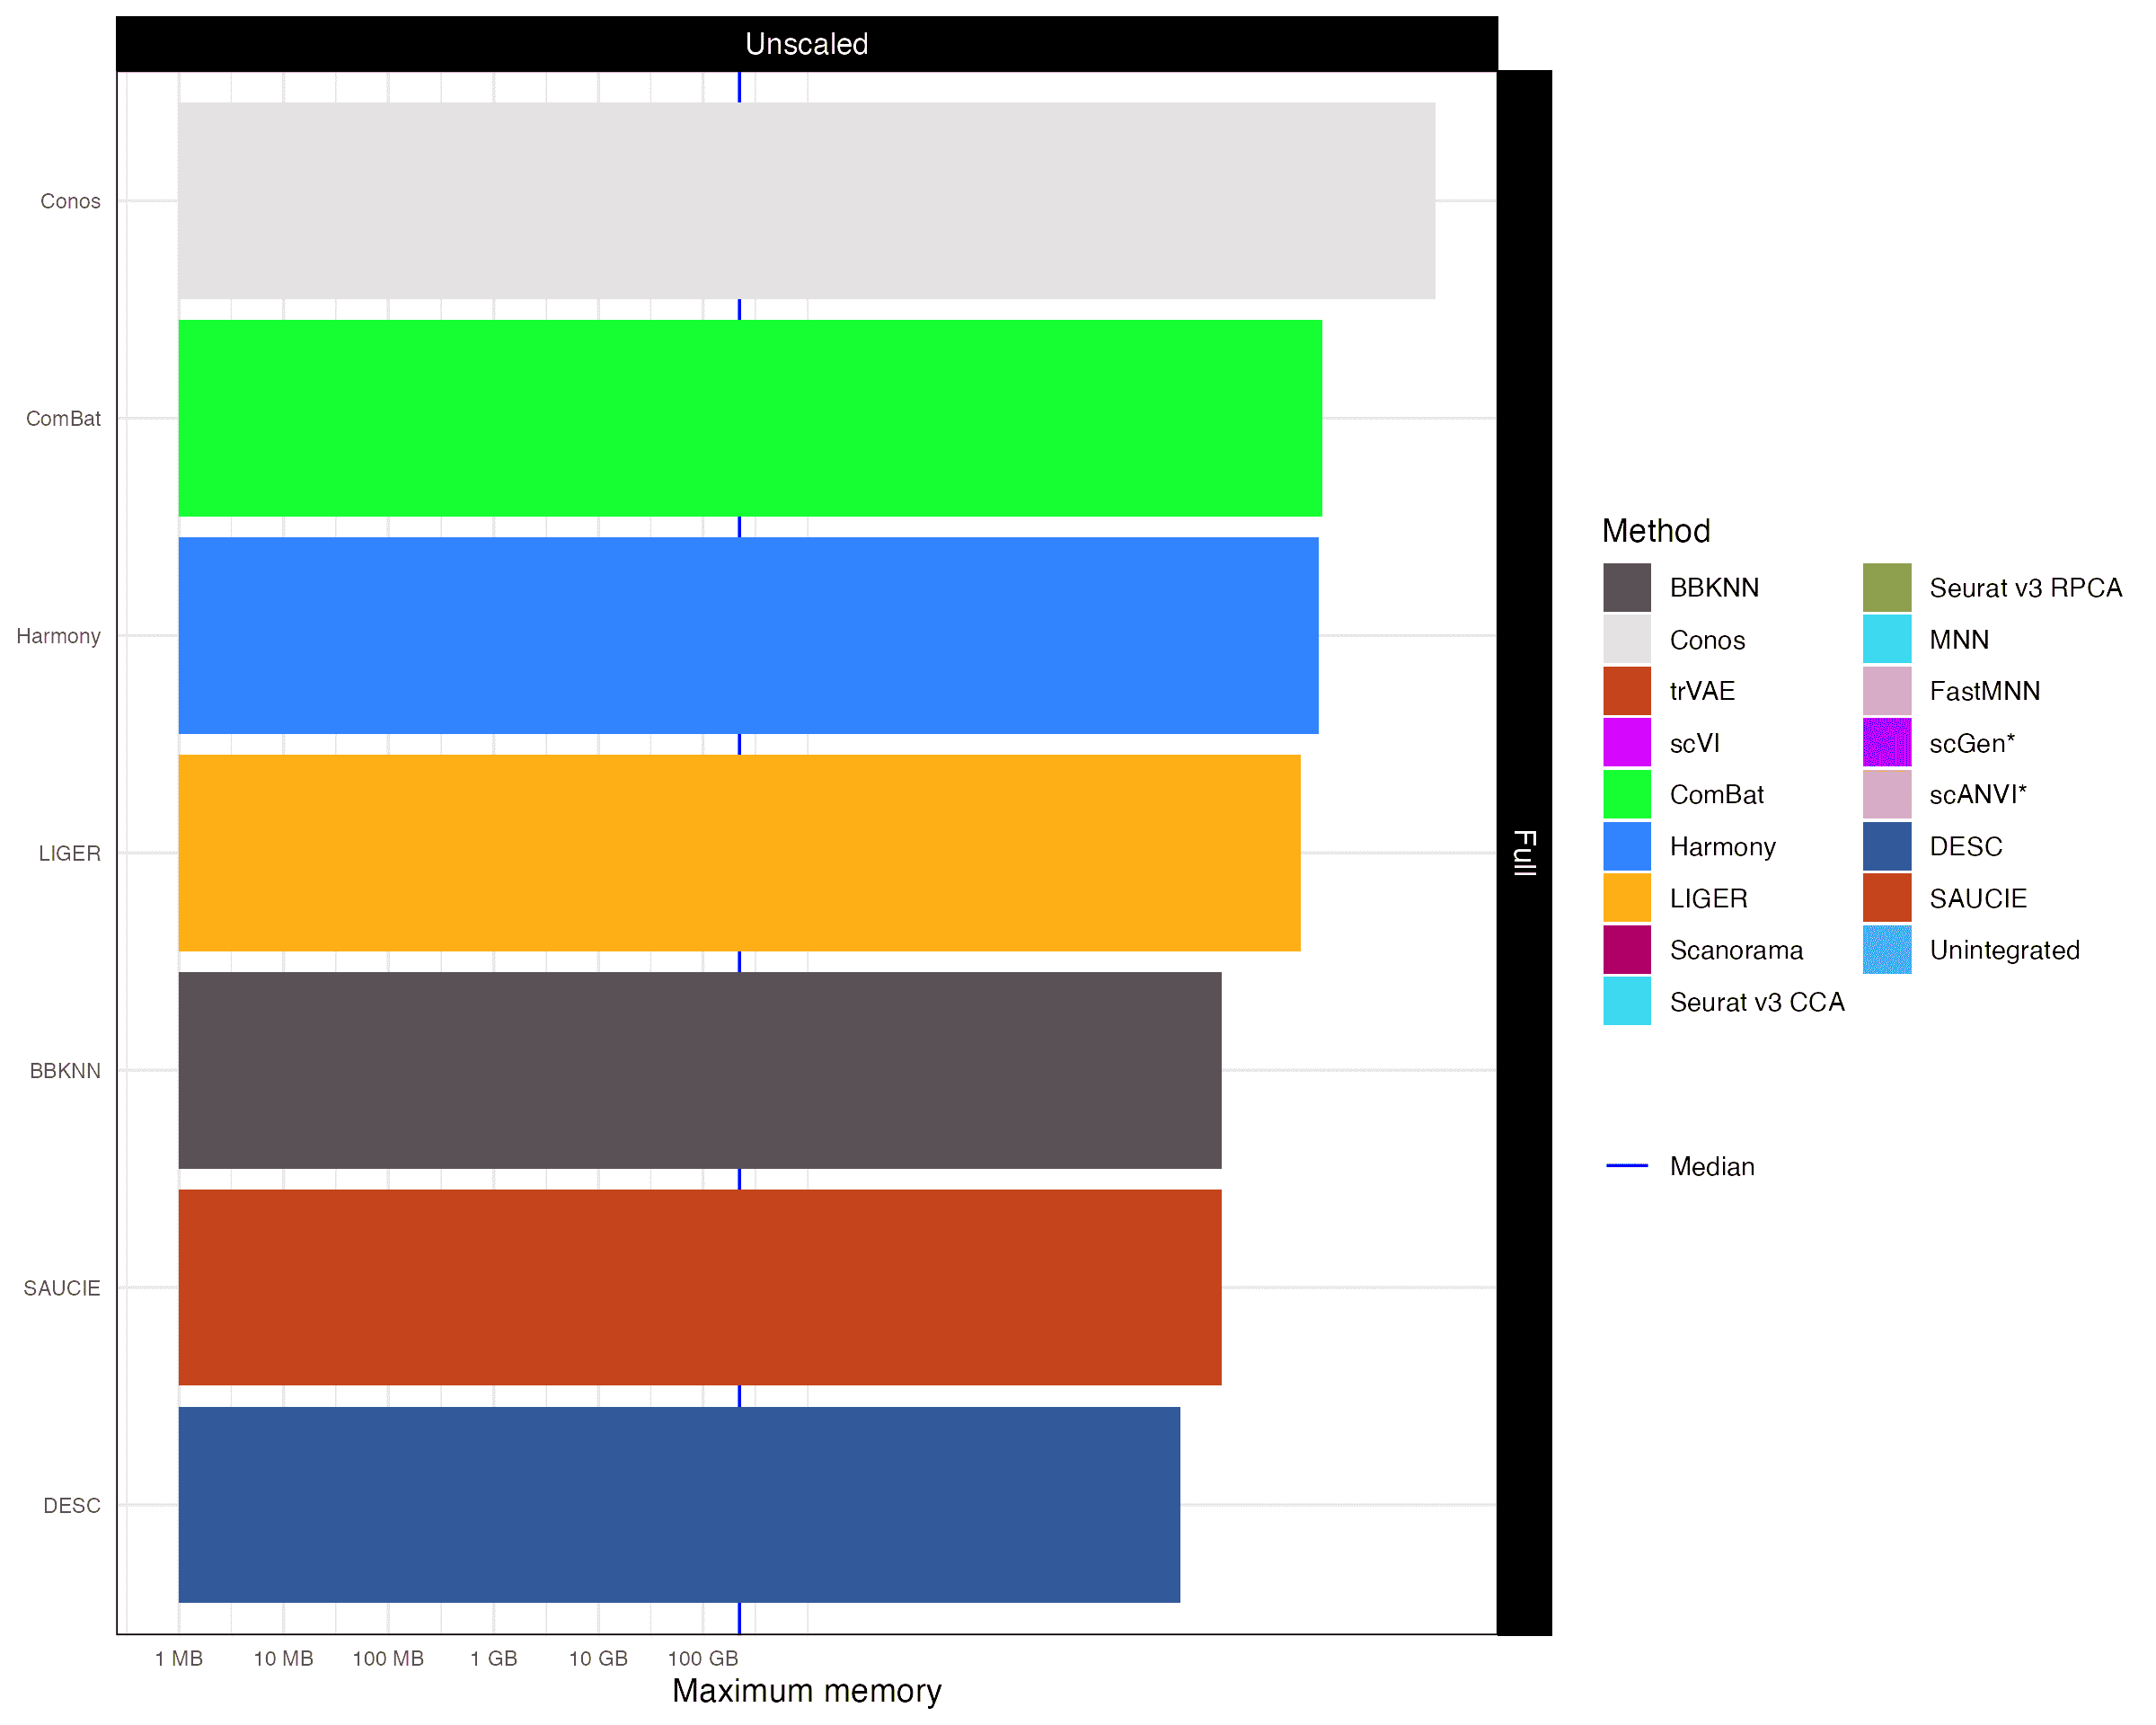 Unscaled
Conos
ComBat
Harmony
LIGER
BBKNN
SAUCIE
DESC
1 MB 10 MB 100 MB 1 GB 10 GB 100 GB
Maximum memory
Full
Method
BBKNN
Conos
trVAE
scVI
ComBat
Harmony
LIGER
Scanorama
Seurat v3 CCA
Seurat v3 RPCA
MNN
FastMNN
scGen*
scANVI*
DESC
SAUCIE
Unintegrated
Median